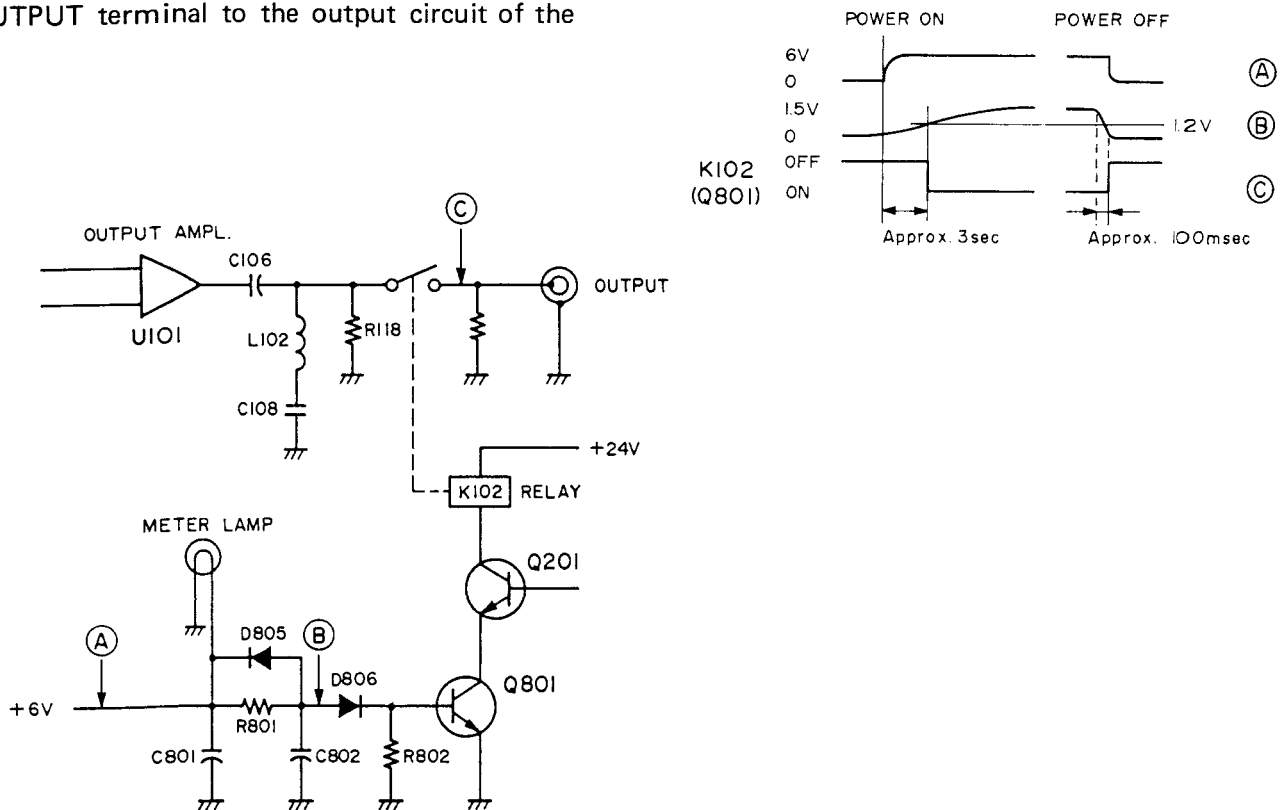 UTPUT terminal to the output circuit of the
POWER ON POWER OFF
6V
0
A
1.5V
0
1.2V
B
K102
(Q801)
OFF
ON
C
Approx. 3sec Approx. 100msec
C
OUTPUT AMPL.
C106
OUTPUT
U101
L102
R118
C108
+24V
K102 RELAY
METER LAMP
Q201
A
D805
B
D806
Q801
+6V
R801
C801
C802
R802